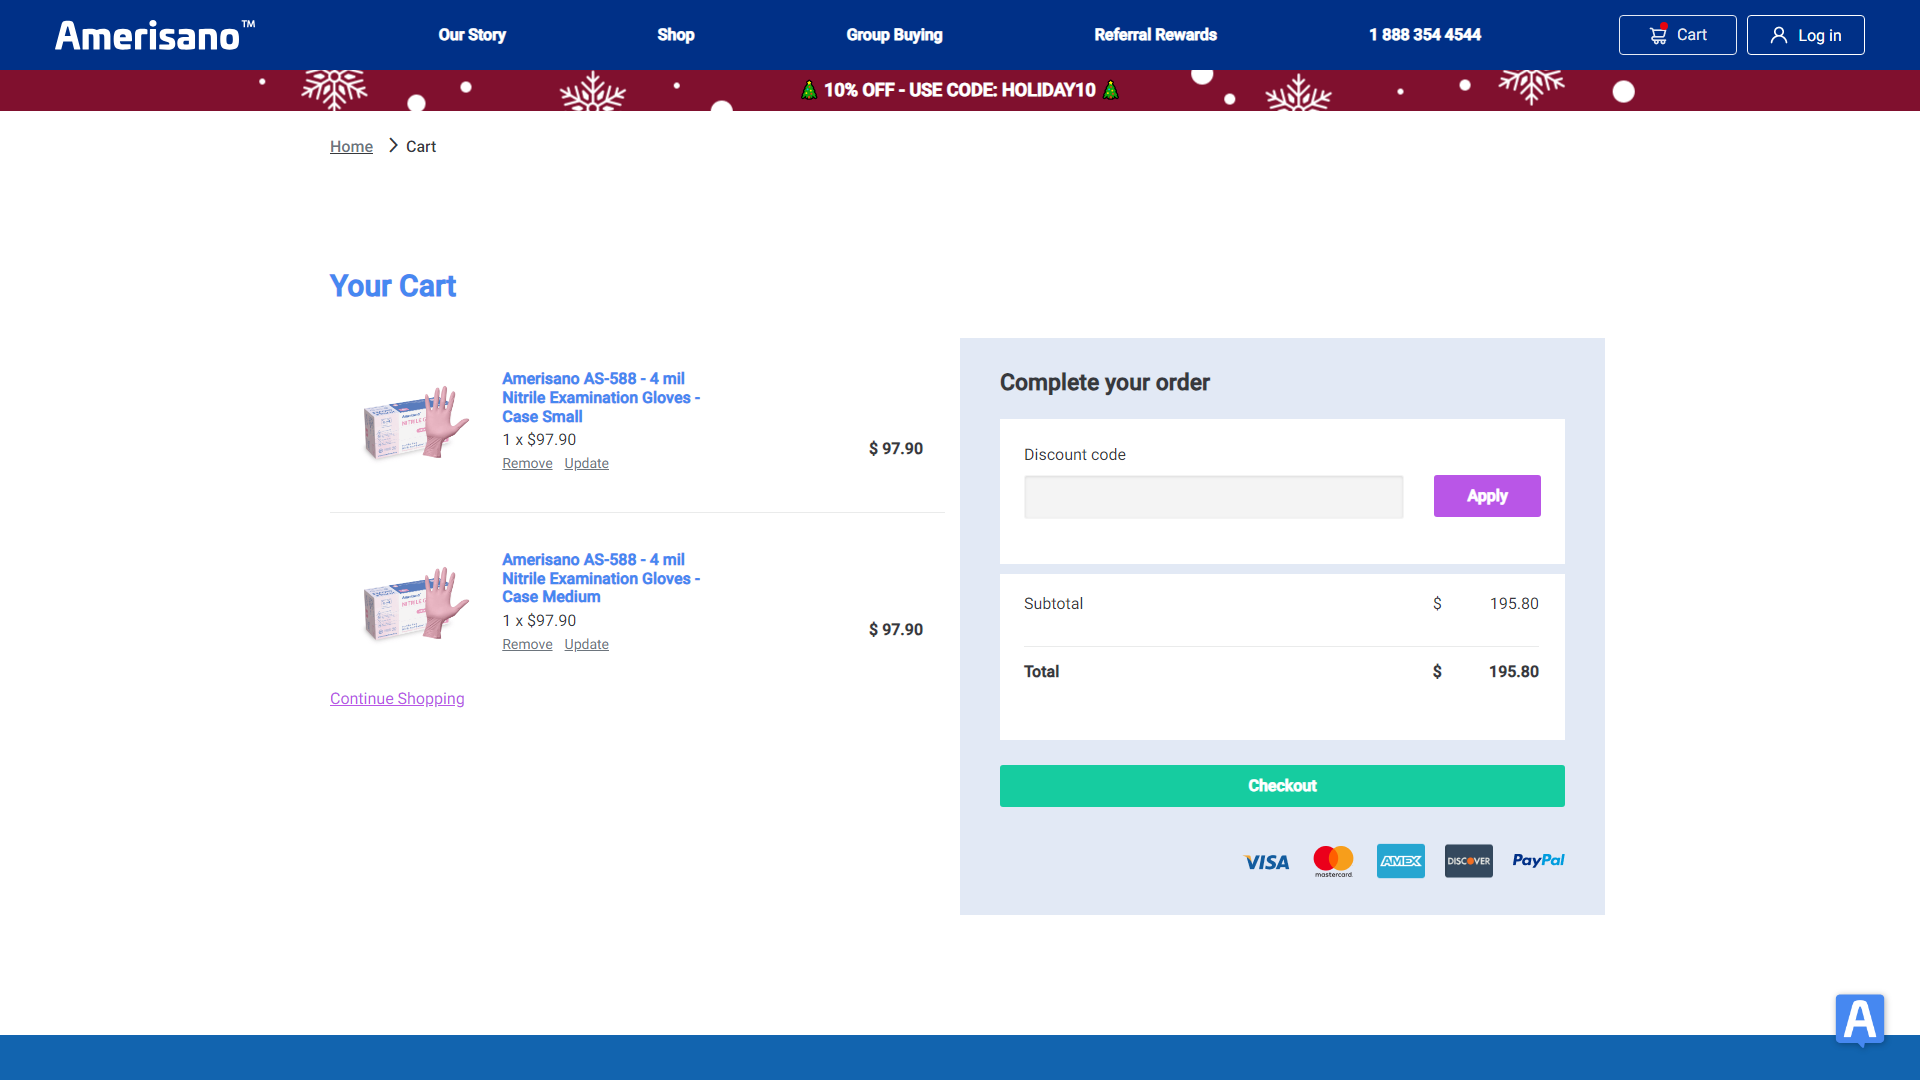 Amerisano™
Our Story
Shop
Group Buying
Referral Rewards
1 888 354 4544
Cart
Log in
10% OFF - USE CODE: HOLIDAY10
Home
Cart
Your Cart
Amerisano AS-588 - 4 mil
Nitrile Examination Gloves -
Case Small
1 x $97.90
Remove Update
$ 97.90
Amerisano AS-588 - 4 mil
Nitrile Examination Gloves -
Case Medium
1 x $97.90
Remove Update
$ 97.90
Continue Shopping
Complete your order
Discount code
Apply
Subtotal $ 195.80
Total $ 195.80
Checkout
VISA
mastercard.
AMEX
DISCOVER
PayPal
A